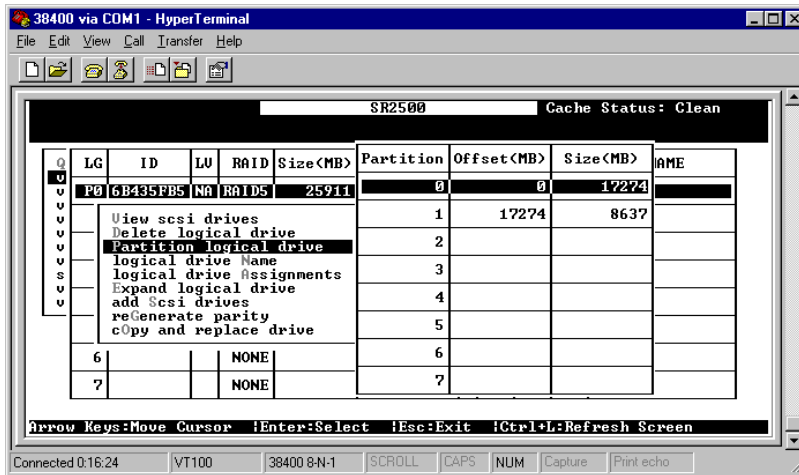 38400 via COM1 - HyperTerminal
File Edit View Call Transfer Help
SR2500 Cache Status: Clean
Q LG ID LV RAID Size(MB) Partition Offset(MB) Size(MB) NAME
v P0 6B435FB5 NA RAID5 25911 0 0 17274
v 1 17274 8637
v View scsi drives
v Delete logical drive 2
v Partition logical drive
v logical drive Name 3
s logical drive Assignments
v Expand logical drive 4
v add Scsi drives
reGenerate parity 5
cOpy and replace drive
6 NONE 6
7 NONE 7
Arrow Keys:Move Cursor |Enter:Select |Esc:Exit |Ctrl+L:Refresh Screen
Connected 0:16:24 VT100 38400 8-N-1 SCROLL CAPS NUM Capture Print echo